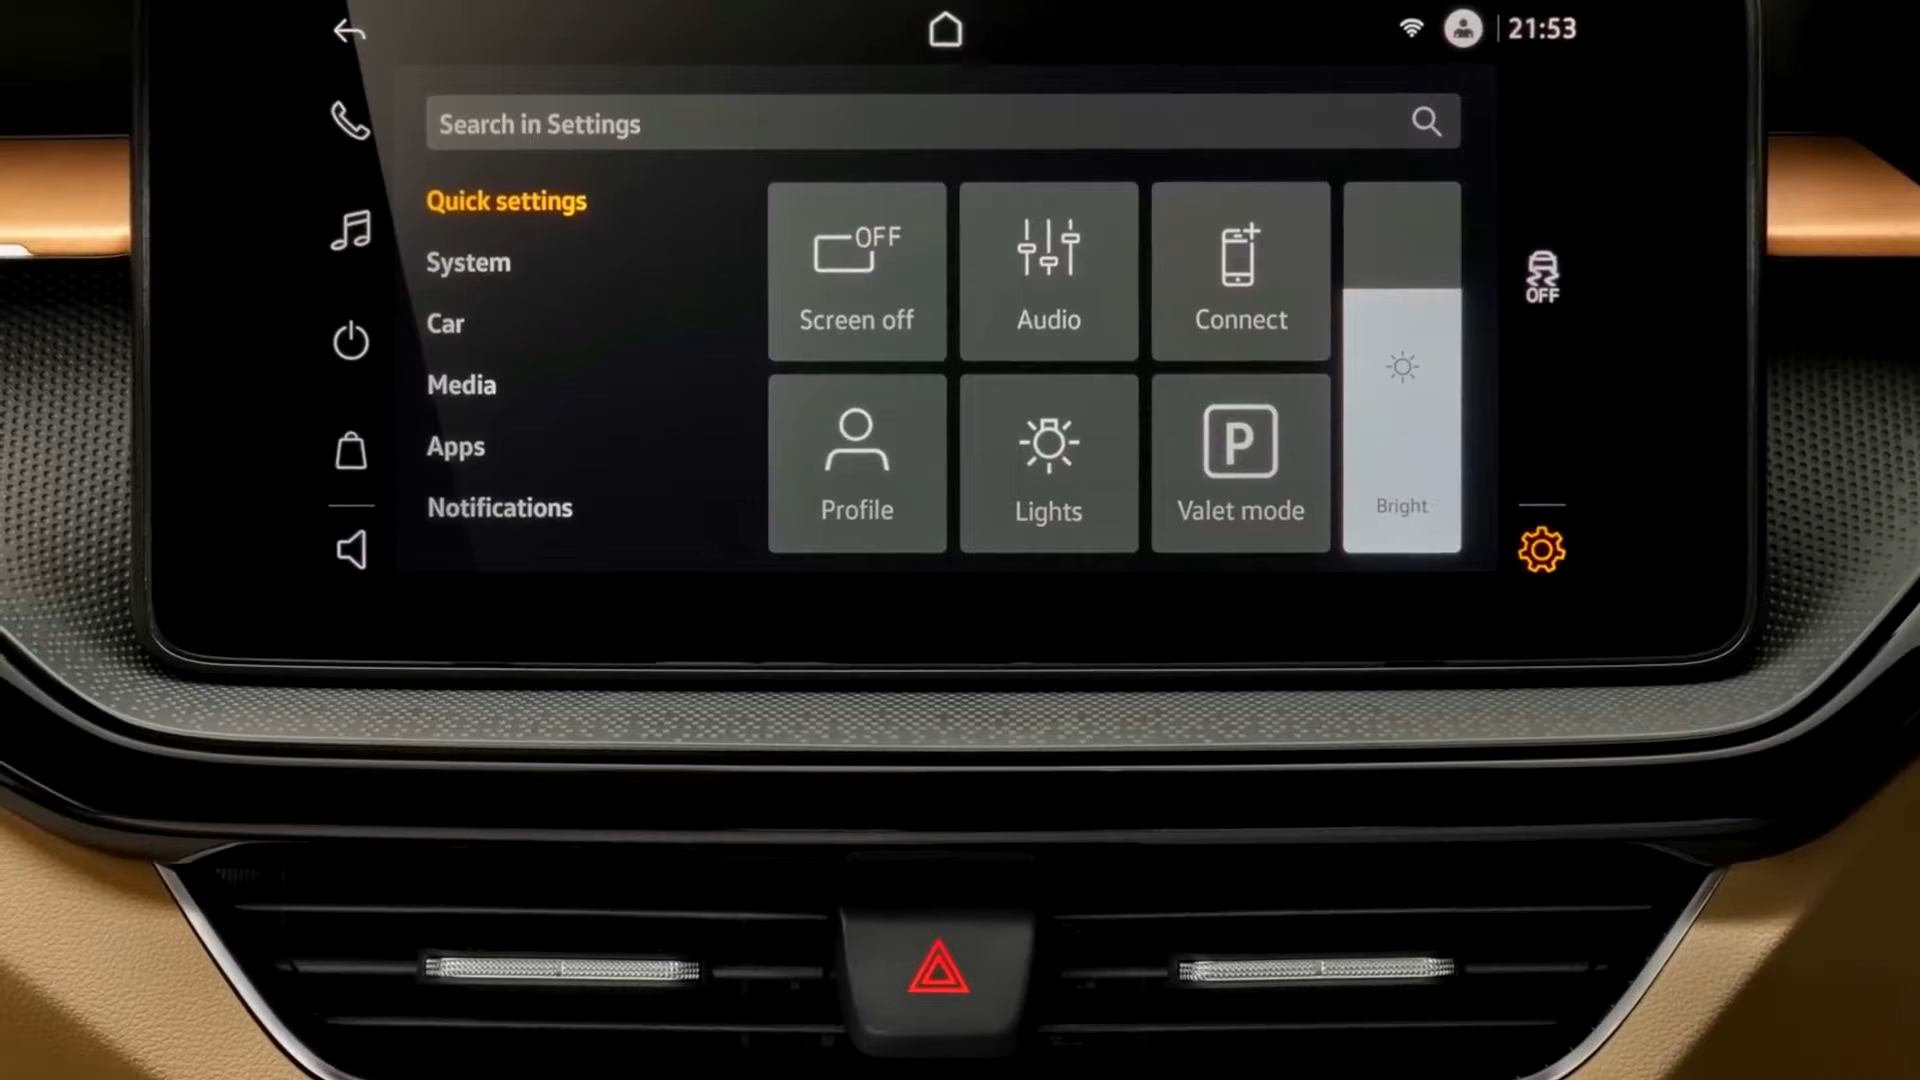 21:53
Search in Settings
Quick settings
System
Car
Media
Apps
Notifications
OFF
Screen off
Audio
Connect
Profile
Lights
P
Valet mode
Bright
OFF